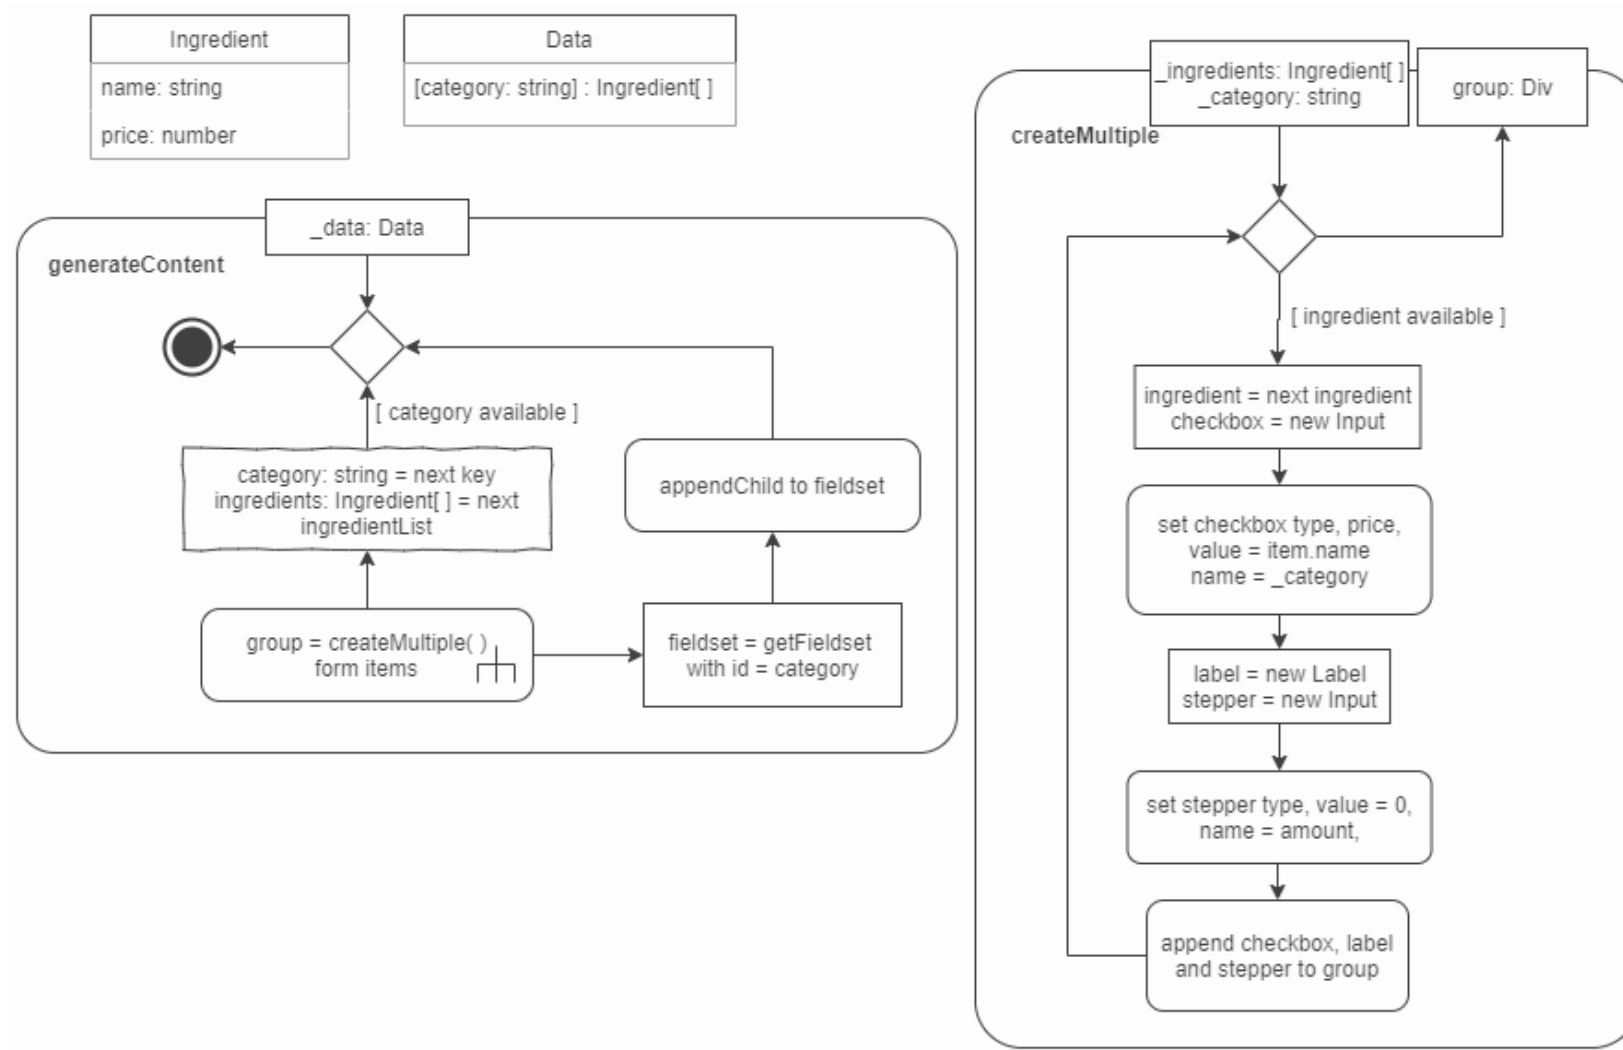 Ingredient
name: string
price: number
Data
[category: string] : Ingredient[ ]
_data: Data
generateContent
[ category available ]
category: string = next key
ingredients: Ingredient[ ] = next
ingredientList
group = createMultiple( )
form items
fieldset = getFieldset
with id = category
appendChild to fieldset
_ingredients: Ingredient[ ]
_category: string
group: Div
createMultiple
[ ingredient available ]
ingredient = next ingredient
checkbox = new Input
set checkbox type, price,
value = item.name
name = _category
label = new Label
stepper = new Input
set stepper type, value = 0,
name = amount,
append checkbox, label
and stepper to group